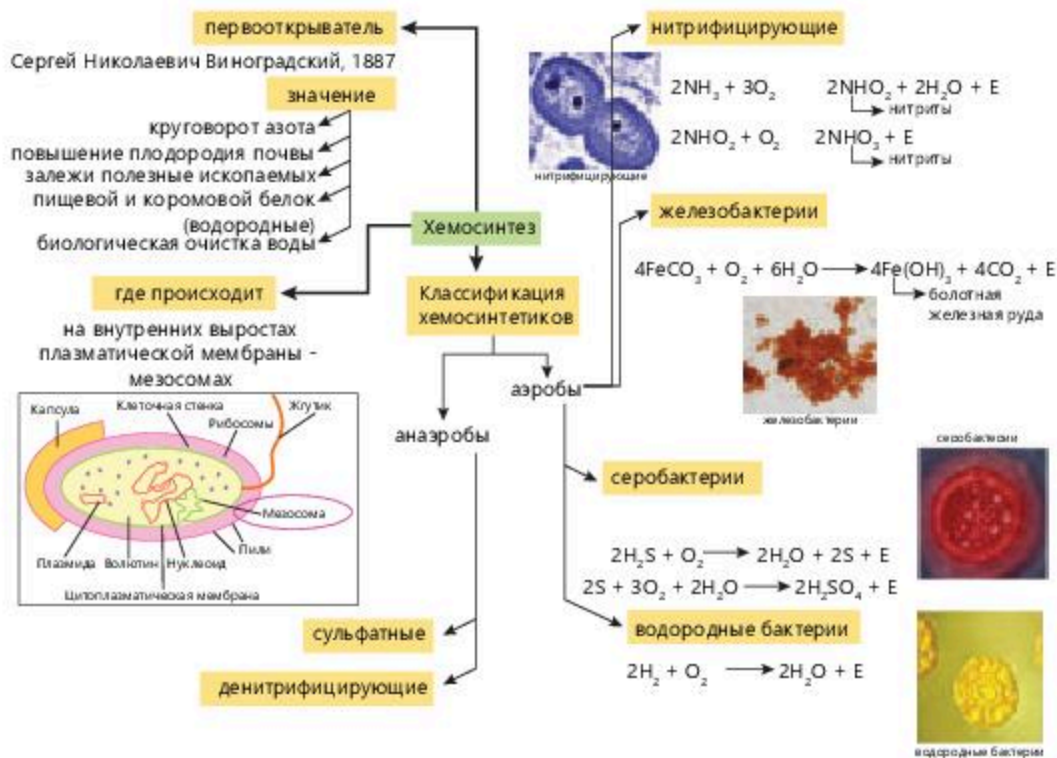 первооткрыватель
Сергей Николаевич Виноградский, 1887
значение
круговорот азота
повышение плодородия почвы
залежи полезные ископаемых
пищевой и коромовой белок
(водородные)
биологическая очистка воды
Хемосинтез
где происходит
на внутренних выростах
плазматической мембраны -
мезосомах
Капсула
Клеточная стенка
Жгутик
Рибосомы
Мезосома
Пили
Плазмида
Волютин
Нуклеоид
Цитоплазматическая мембрана
Классификация
хемосинтетиков
анаэробы
аэробы
сульфатные
денитрифицирующие
нитрифицирующие
2NH₃ + 3O₂ 2NHO₂ + 2H₂O + E
нитриты
2NHO₂ + O₂ 2NHO₃ + E
нитриты
нитрифицирующие
железобактерии
4FeCO₃ + O₂ + 6H₂O → 4Fe(OH)₃ + 4CO₂ + E
болотная
железная руда
железобактерии
серобактерии
серобактесии
2H₂S + O₂ → 2H₂O + 2S + E
2S + 3O₂ + 2H₂O → 2H₂SO₄ + E
водородные бактерии
2H₂ + O₂ → 2H₂O + E
водородные бактерии